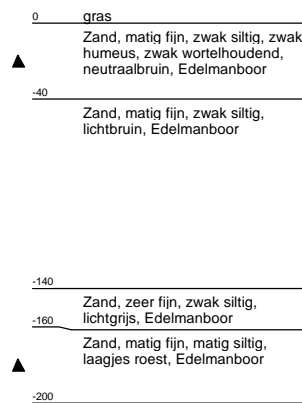 0 gras
Zand, matig fijn, zwak siltig, zwak
humeus, zwak wortelhoudend,
neutraalbruin, Edelmanboor
-40
Zand, matig fijn, zwak siltig,
lichtbruin, Edelmanboor
-140
Zand, zeer fijn, zwak siltig,
lichtgrijs, Edelmanboor
-160
Zand, matig fijn, matig siltig,
laagjes roest, Edelmanboor
-200